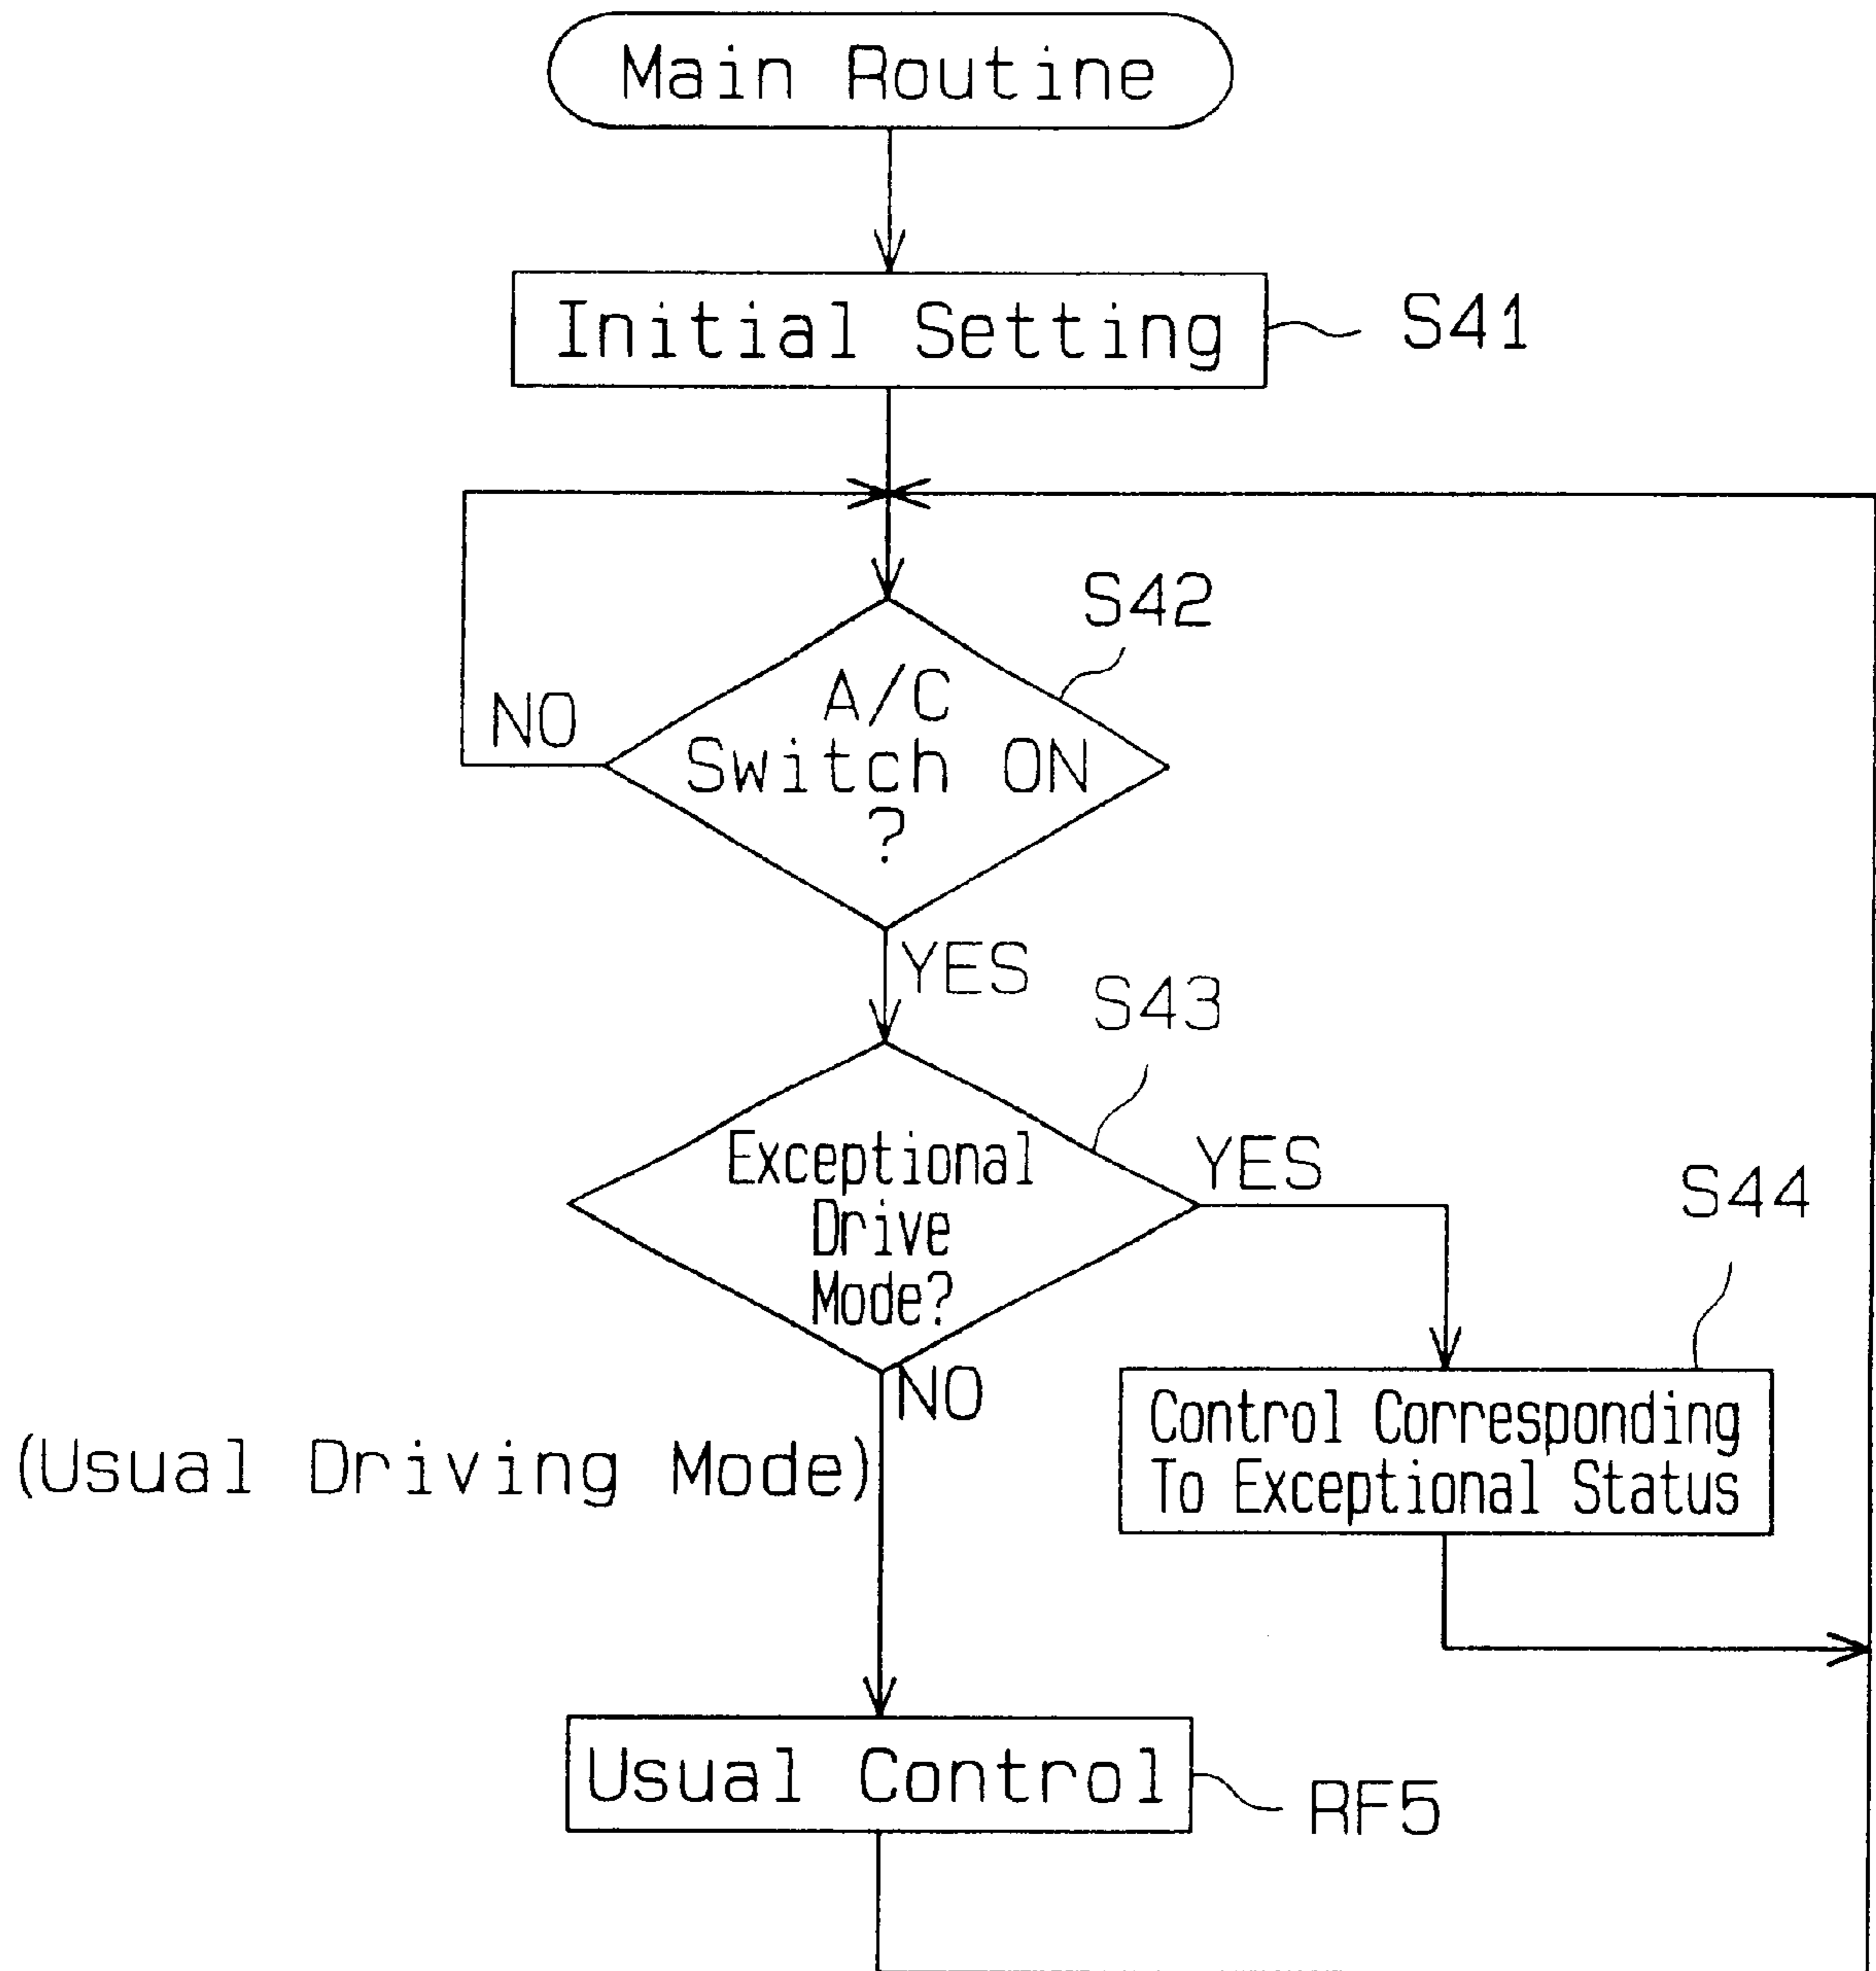 Main Routine
Initial Setting
S41
S42
A/C
Switch ON
?
NO
YES
S43
Exceptional
Drive
Mode?
YES
S44
NO
Control Corresponding
To Exceptional Status
(Usual Driving Mode)
Usual Control
RF5